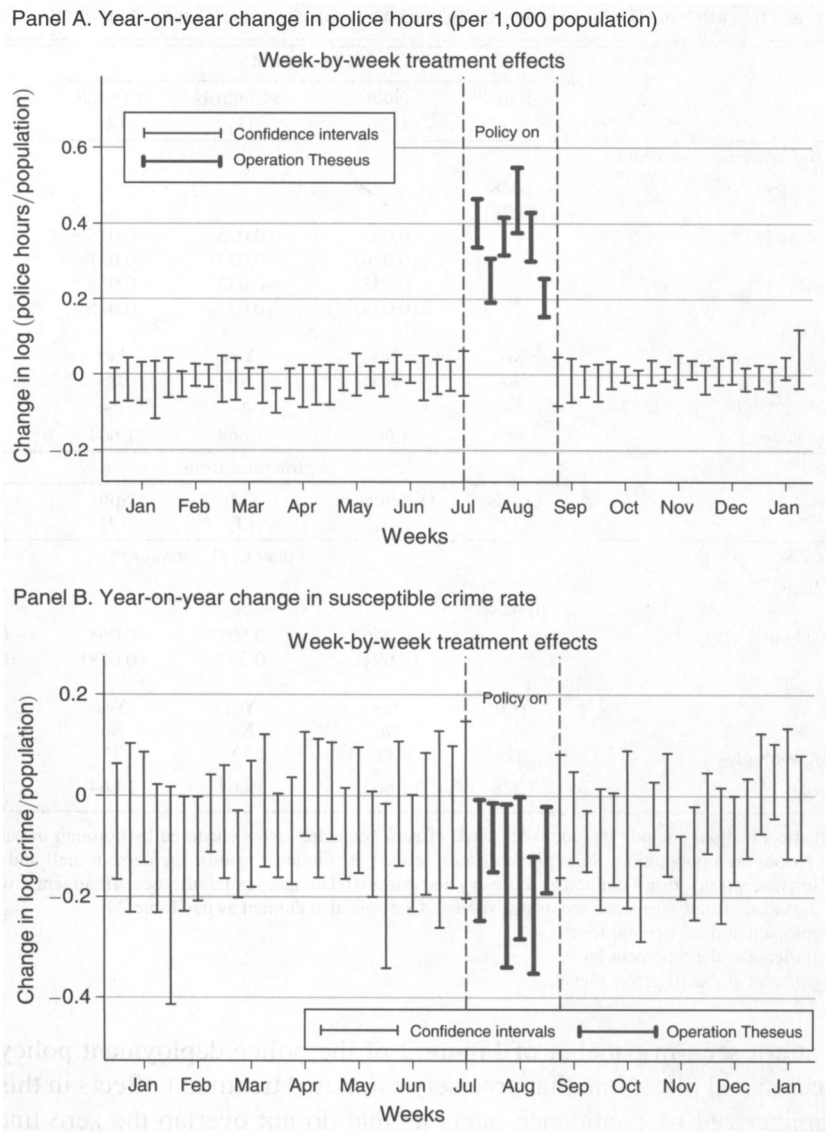 Panel A. Year-on-year change in police hours (per 1,000 population)
Week-by-week treatment effects
Confidence intervals
Operation Theseus
Policy on
Change in log (police hours/population)
0.6
0.4
0.2
0
−0.2
Jan Feb Mar Apr May Jun Jul Aug Sep Oct Nov Dec Jan
Weeks
Panel B. Year-on-year change in susceptible crime rate
Week-by-week treatment effects
Policy on
Change in log (crime/population)
0.2
0
−0.2
−0.4
Confidence intervals Operation Theseus
Jan Feb Mar Apr May Jun Jul Aug Sep Oct Nov Dec Jan
Weeks